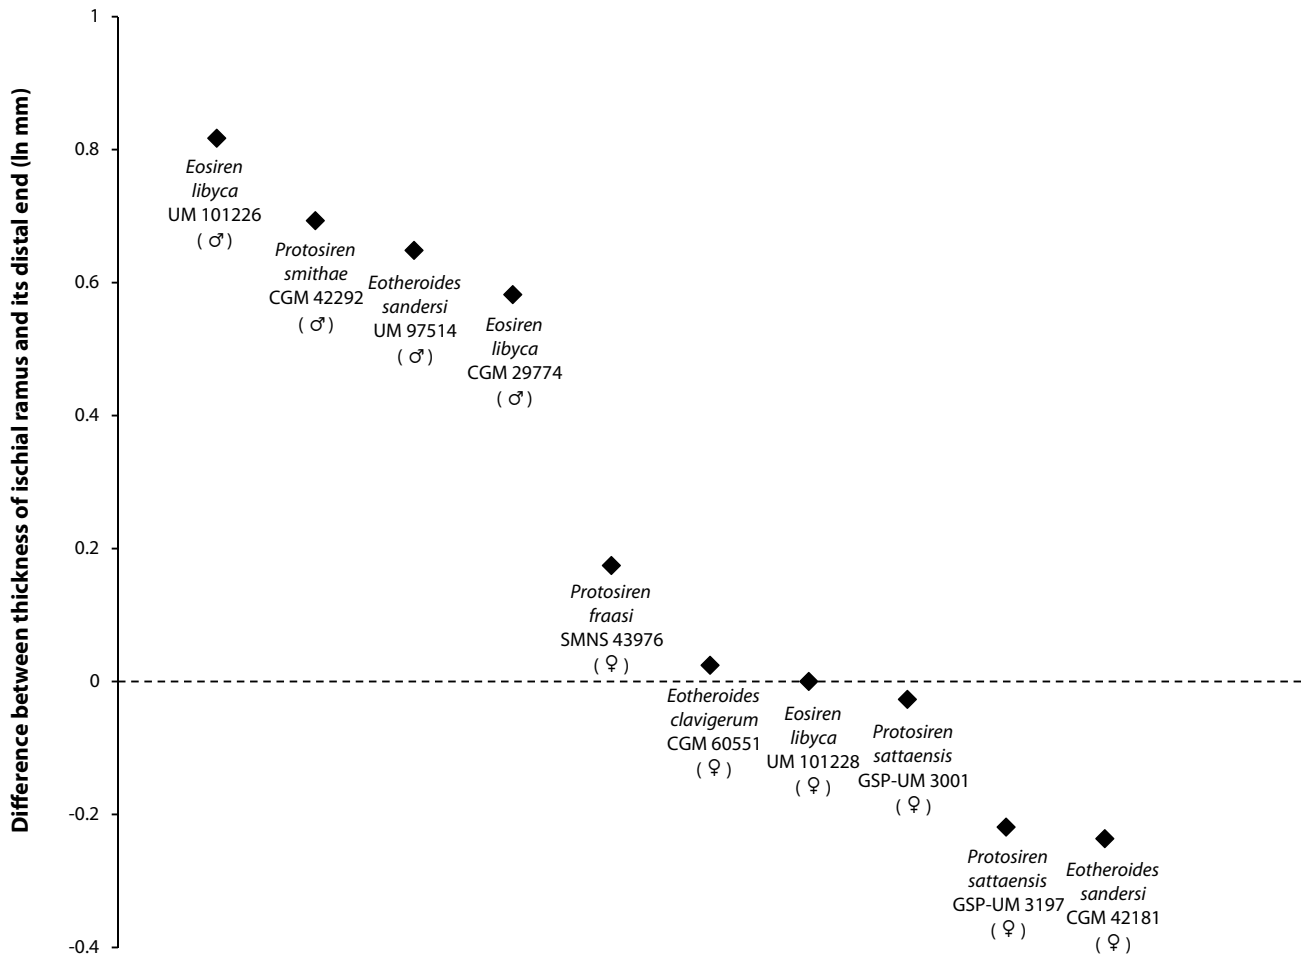 Difference between thickness of ischial ramus and its distal end (ln mm)
1
0.8
0.6
0.4
0.2
0
-0.2
-0.4
Eosiren
libyca
UM 101226
( ♂ )
Protosiren
smithae
CGM 42292
( ♂ )
Eotheroides
sandersi
UM 97514
( ♂ )
Eosiren
libyca
CGM 29774
( ♂ )
Protosiren
fraasi
SMNS 43976
( ♀ )
Eotheroides
clavigerum
CGM 60551
( ♀ )
Eosiren
libyca
UM 101228
( ♀ )
Protosiren
sattaensis
GSP-UM 3001
( ♀ )
Protosiren
sattaensis
GSP-UM 3197
( ♀ )
Eotheroides
sandersi
CGM 42181
( ♀ )